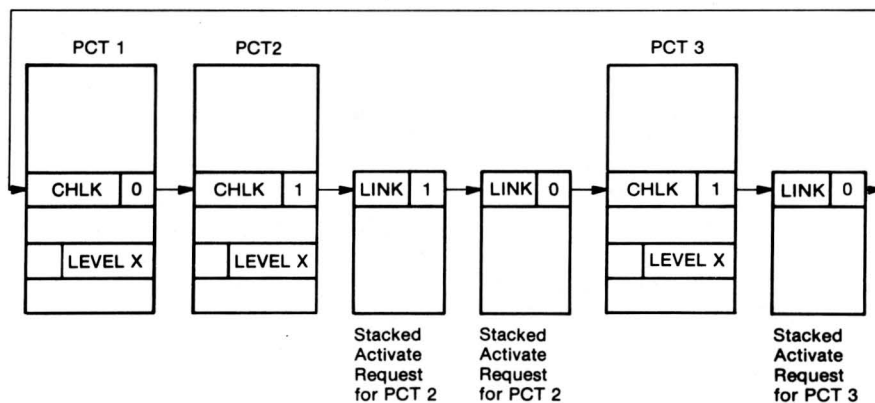 PCT 1
PCT2
PCT 3
CHLK 0
CHLK 1
LINK 1
LINK 0
CHLK 1
LINK 0
LEVEL X
LEVEL X
LEVEL X
Stacked
Activate
Request
for PCT 2
Stacked
Activate
Request
for PCT 2
Stacked
Activate
Request
for PCT 3